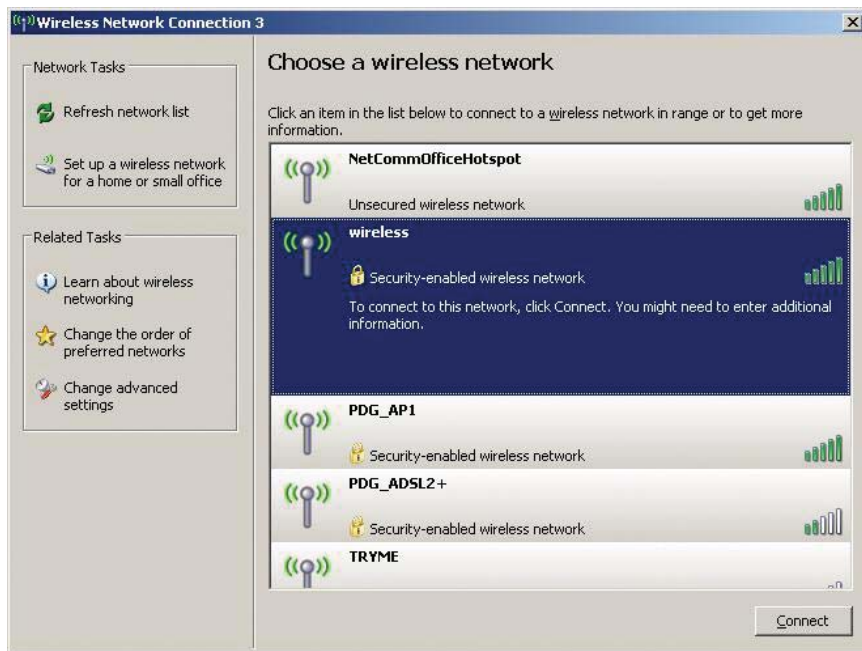 Wireless Network Connection 3
Network Tasks
Refresh network list
Set up a wireless network
for a home or small office
Related Tasks
Learn about wireless
networking
Change the order of
preferred networks
Change advanced
settings
Choose a wireless network
Click an item in the list below to connect to a wireless network in range or to get more
information.
NetCommOfficeHotspot
Unsecured wireless network
wireless
Security-enabled wireless network
To connect to this network, click Connect. You might need to enter additional
information.
PDG_AP1
Security-enabled wireless network
PDG_ADSL2+
Security-enabled wireless network
TRYME
Connect